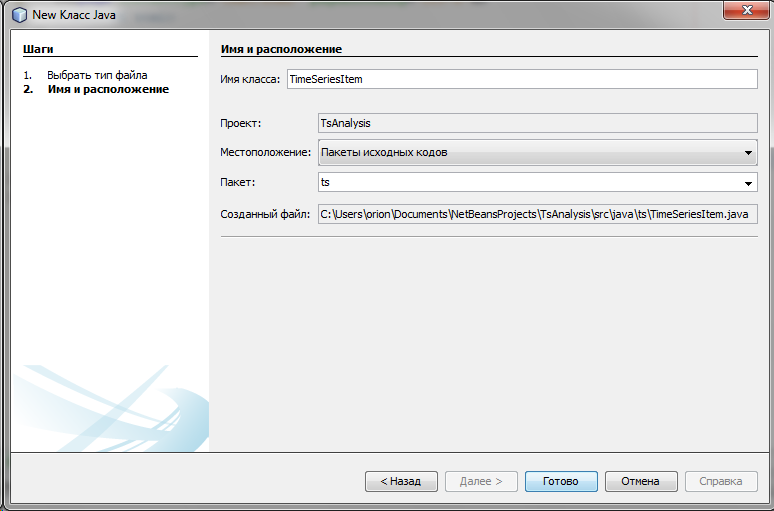 New Класс Java
Шаги
1. Выбрать тип файла
2. Имя и расположение
Имя и расположение
Имя класса: TimeSeriesItem
Проект: TsAnalysis
Местоположение: Пакеты исходных кодов
Пакет: ts
Созданный файл: C:\Users\orion\Documents\NetBeansProjects\TsAnalysis\src\java\ts\TimeSeriesItem.java
< Назад Далее > Готово Отмена Справка